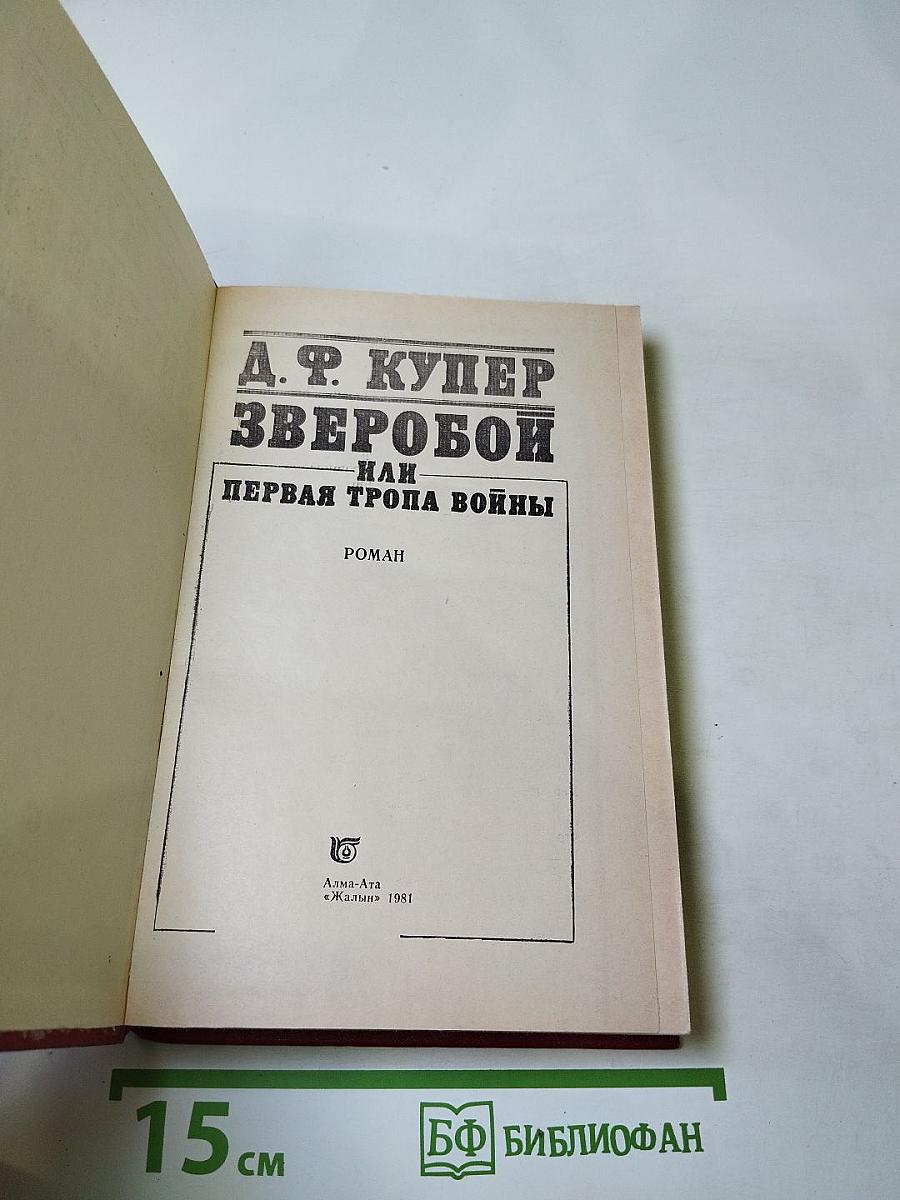 Д. Ф. КУПЕР
ЗВЕРОБОЙ
ИЛИ
ПЕРВАЯ ТРОПА ВОЙНЫ
РОМАН
Алма-Ата
«Жалын» 1981
15 см
БФ БИБЛИОФАН